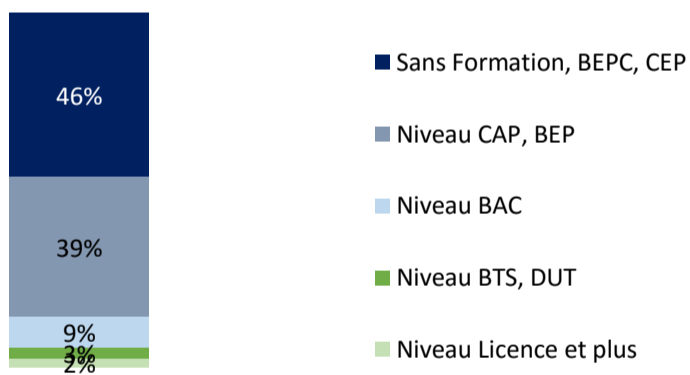 46%
39%
9%
3%
2%
Sans Formation, BEPC, CEP
Niveau CAP, BEP
Niveau BAC
Niveau BTS, DUT
Niveau Licence et plus